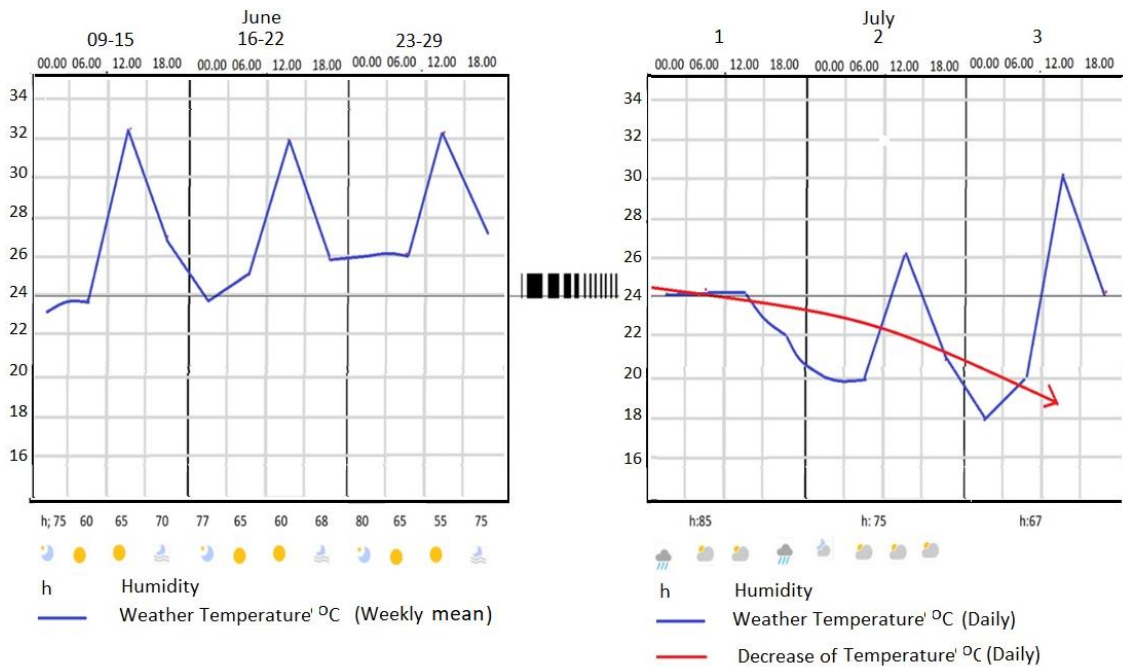 June
09-15 16-22 23-29
00.00 06.00 12.00 18.00 00.00 06.00 12.00 18.00 00.00 06.00 12.00 18.00
34
32
30
28
26
24
22
20
18
16
h; 75 60 65 70 77 65 60 68 80 65 55 75
h Humidity
Weather Temperature' ⁰C (Weekly mean)
July
1 2 3
00.00 06.00 12.00 18.00 00.00 06.00 12.00 18.00 00.00 06.00 12.00 18.00
34
32
30
28
26
24
22
20
18
16
h:85 h: 75 h:67
h Humidity
Weather Temperature' ⁰C (Daily)
Decrease of Temperature' ⁰C (Daily)